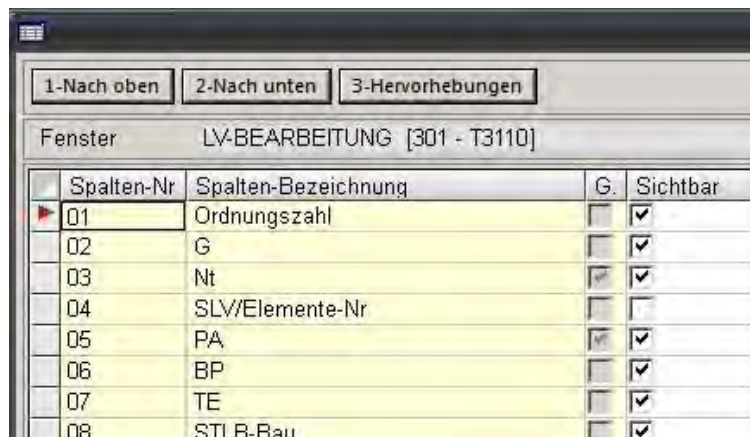 1-Nach oben 2-Nach unten 3-Hervorhebungen
Fenster LV-BEARBEITUNG [301 - T3110]
Spalten-Nr Spalten-Bezeichnung G. Sichtbar
01 Ordnungszahl
02 G
03 Nt
04 SLV/Elemente-Nr
05 PA
06 BP
07 TE
08 STLB-Bau